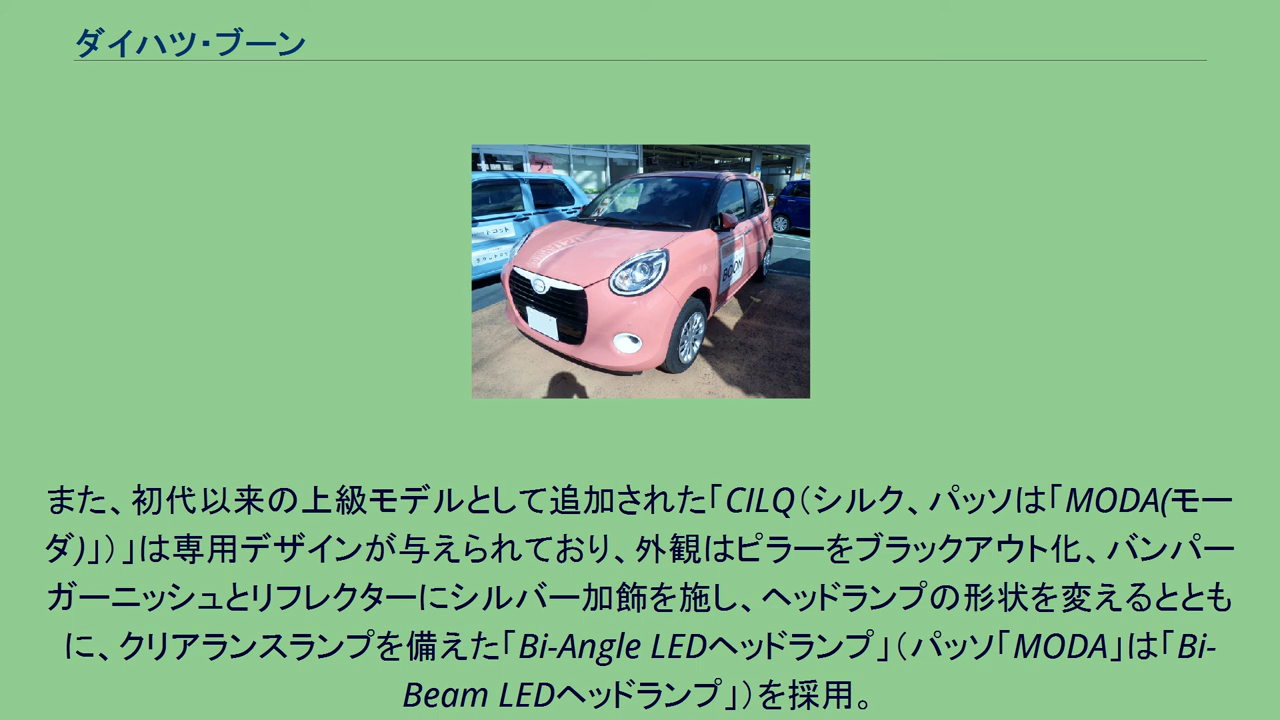 ダイハツ・ブーン
BOON
また、初代以来の上級モデルとして追加された「CILQ（シルク、パッソは「MODA(モー
ダ)」）」は専用デザインが与えられており、外観はピラーをブラックアウト化、バンパー
ガーニッシュとリフレクターにシルバー加飾を施し、ヘッドランプの形状を変えるととも
に、クリアランスランプを備えた「Bi-Angle LEDヘッドランプ」（パッソ「MODA」は「Bi-
Beam LEDヘッドランプ」）を採用。